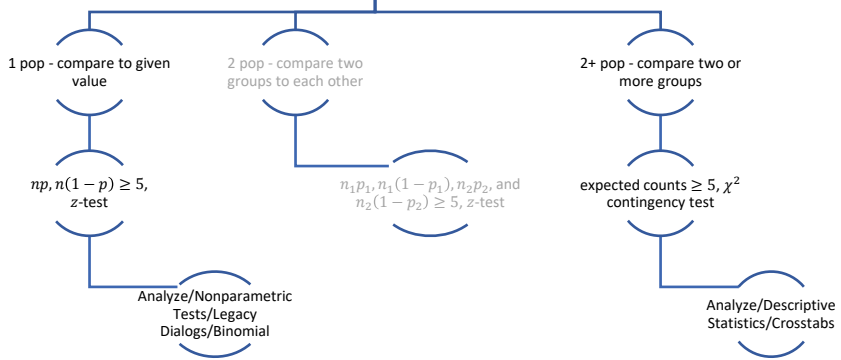 1 pop - compare to given
value
2 pop - compare two
groups to each other
2+ pop - compare two or
more groups
np, n(1 − p) ≥ 5,
z-test
n₁p₁, n₁(1 − p₁), n₂p₂, and
n₂(1 − p₂) ≥ 5, z-test
expected counts ≥ 5, χ²
contingency test
Analyze/Nonparametric
Tests/Legacy
Dialogs/Binomial
Analyze/Descriptive
Statistics/Crosstabs